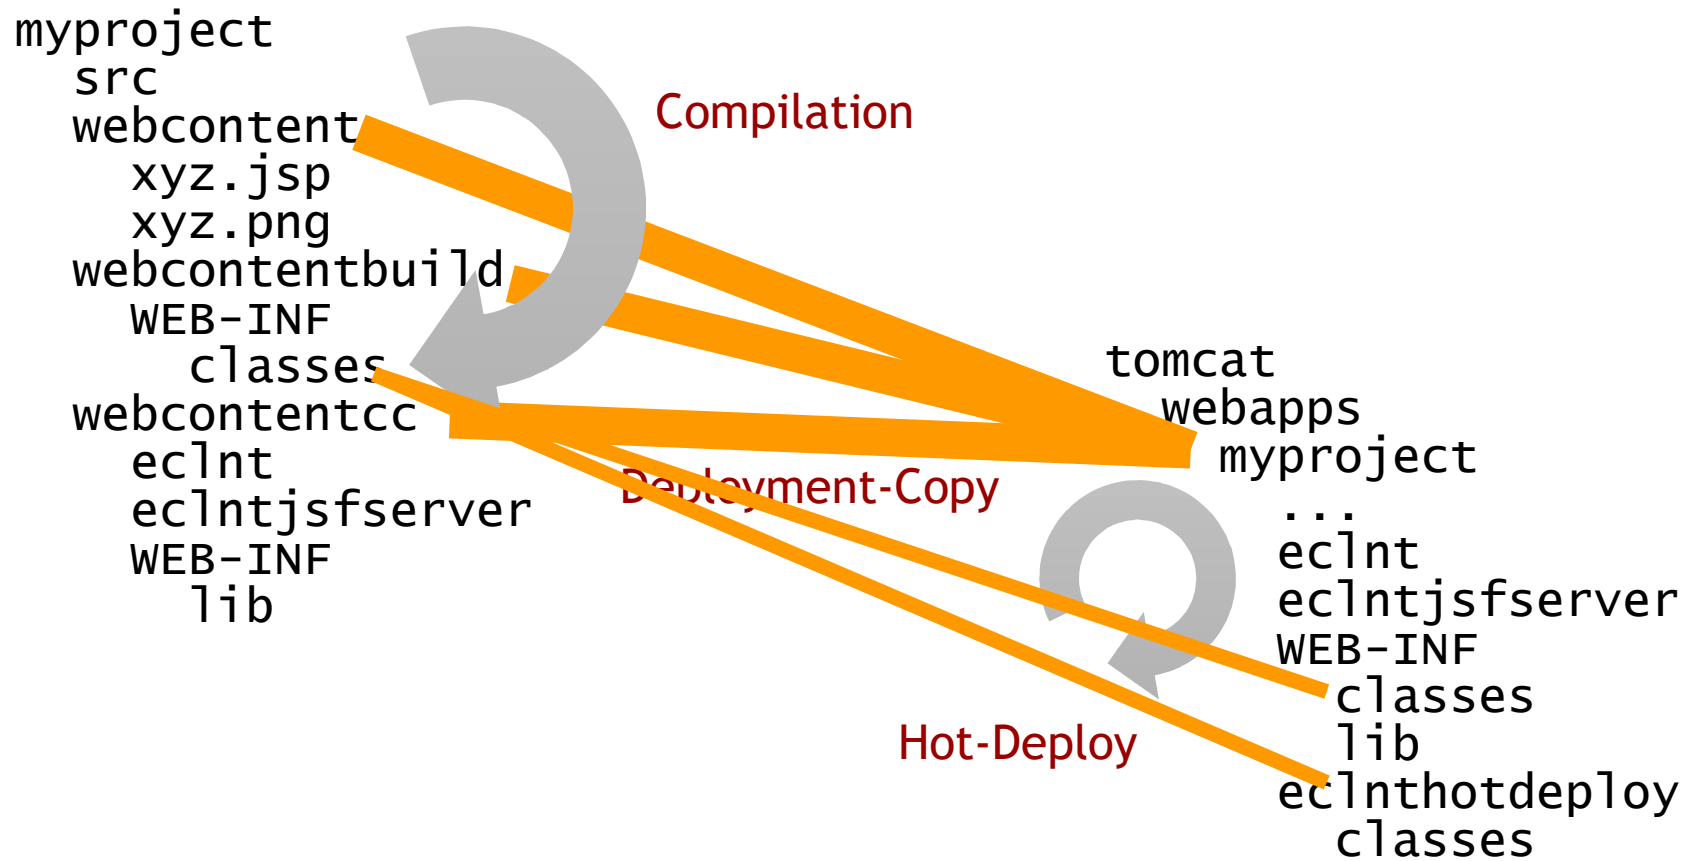 myproject
src
webcontent
xyz.jsp
xyz.png
webcontentbuild
WEB-INF
classes
webcontentcc
eclnt
eclntjsfserver
WEB-INF
lib
Compilation
Deployment-Copy
Hot-Deploy
tomcat
webapps
myproject
...
eclnt
eclntjsfserver
WEB-INF
classes
lib
eclnthotdeploy
classes